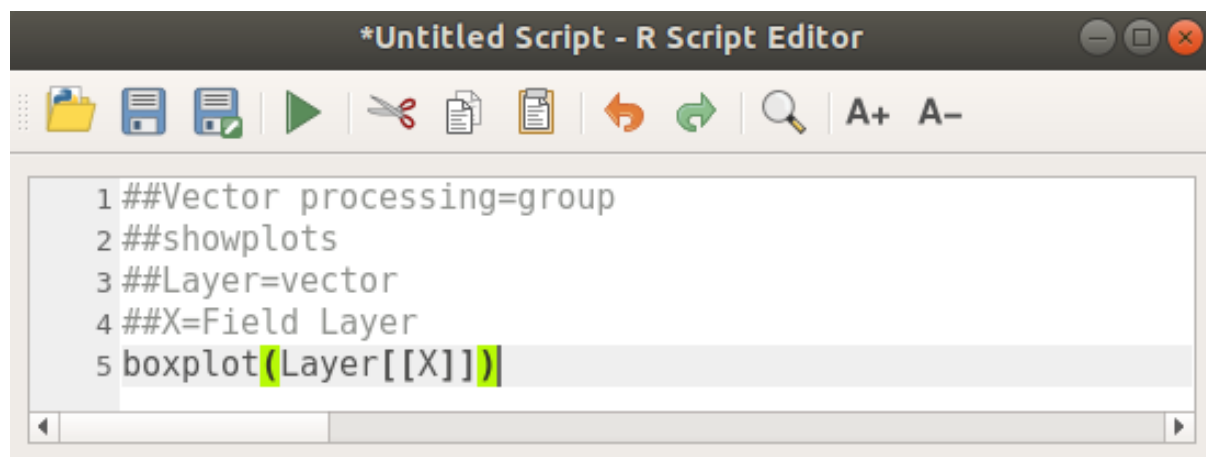 *Untitled Script - R Script Editor
A+ A-
1 ##Vector processing=group
2 ##showplots
3 ##Layer=vector
4 ##X=Field Layer
5 boxplot(Layer[[X]])